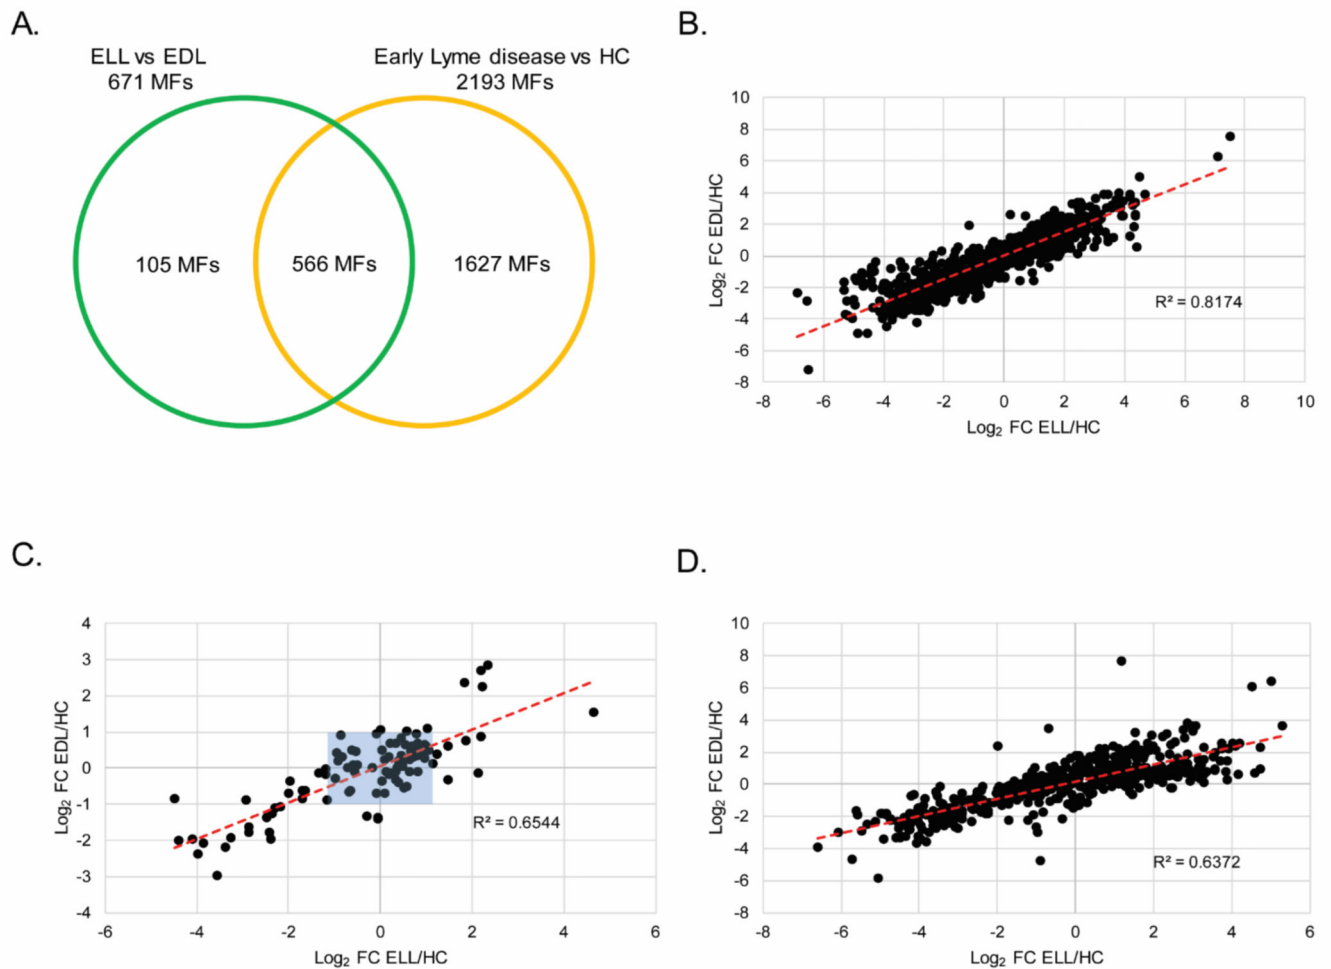 A.
ELL vs EDL
671 MFs
Early Lyme disease vs HC
2193 MFs
105 MFs
566 MFs
1627 MFs
B.
10
8
6
4
2
0
-2
-4
-6
-8
-8
-6
-4
-2
0
2
4
6
8
10
Log₂ FC EDL/HC
R² = 0.8174
Log₂ FC ELL/HC
C.
4
3
2
1
0
-1
-2
-3
-4
-6
-4
-2
0
2
4
6
Log₂ FC EDL/HC
R² = 0.6544
Log₂ FC ELL/HC
D.
10
8
6
4
2
0
-2
-4
-6
-8
-8
-6
-4
-2
0
2
4
6
Log₂ FC EDL/HC
R² = 0.6372
Log₂ FC ELL/HC